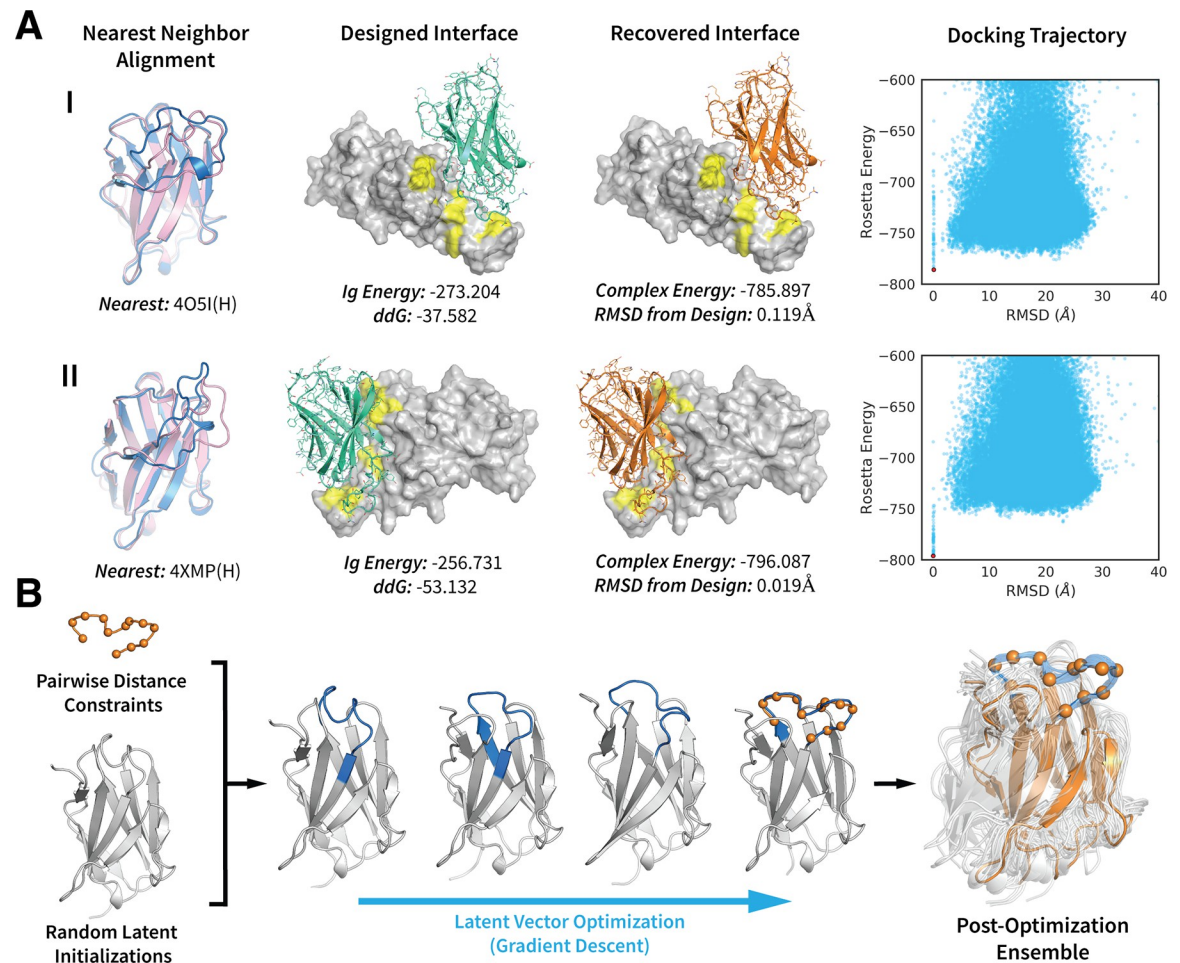 A
Nearest Neighbor
Alignment
Designed Interface
Recovered Interface
Docking Trajectory
I
Nearest: 4O5I(H)
Ig Energy: -273.204
ddG: -37.582
Complex Energy: -785.897
RMSD from Design: 0.119Å
Rosetta Energy
−600
−650
−700
−750
−800
0 10 20 30 40
RMSD (Å)
II
Nearest: 4XMP(H)
Ig Energy: -256.731
ddG: -53.132
Complex Energy: -796.087
RMSD from Design: 0.019Å
Rosetta Energy
−600
−650
−700
−750
−800
0 10 20 30 40
RMSD (Å)
B
Pairwise Distance
Constraints
Random Latent
Initializations
Latent Vector Optimization
(Gradient Descent)
Post-Optimization
Ensemble